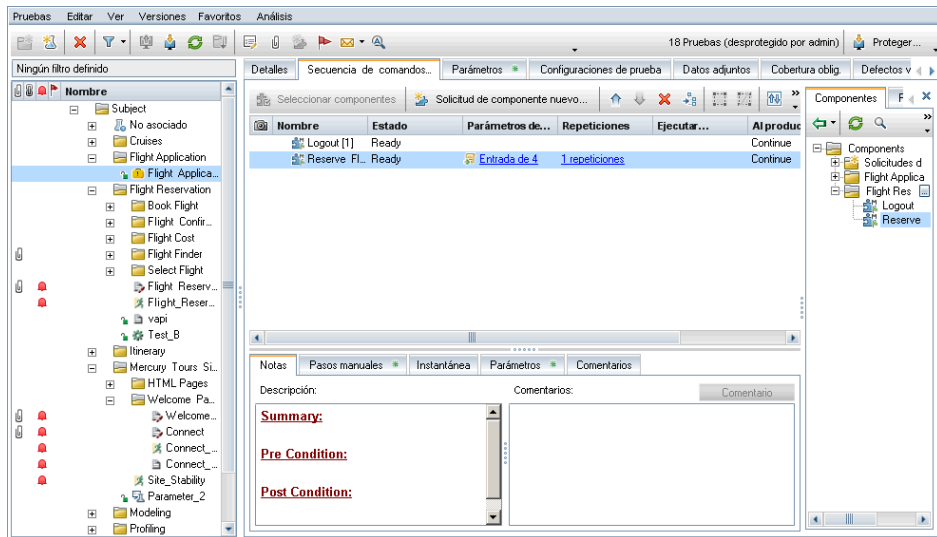 Pruebas Editar Ver Versiones Favoritos Análisis
18 Pruebas (desprotegido por admin) Proteger...
Ningún filtro definido
Nombre
Subject
No asociado
Cruises
Flight Application
Flight Applica...
Flight Reservation
Book Flight
Flight Confir...
Flight Cost
Flight Finder
Select Flight
Flight Reserv...
Flight_Reser...
vapi
Test_B
Itinerary
Mercury Tours Si...
HTML Pages
Welcome Pa...
Welcome...
Connect
Connect_...
Connect_...
Site_Stability
Parameter_2
Modeling
Profiling
Detalles Secuencia de comandos... Parámetros * Configuraciones de prueba Datos adjuntos Cobertura oblig. Defectos v
Seleccionar componentes Solicitud de componente nuevo...
Nombre Estado Parámetros de... Repeticiones Ejecutar... Al produc
Logout [1] Ready Continue
Reserve Fl... Ready Entrada de 4 1 repeticiones Continue
Notas Pasos manuales * Instantánea Parámetros * Comentarios
Descripción: Comentarios: Comentario
Summary:
Pre Condition:
Post Condition:
Componentes F
Components
Solicitudes d
Flight Applica
Flight Res
Logout
Reserve